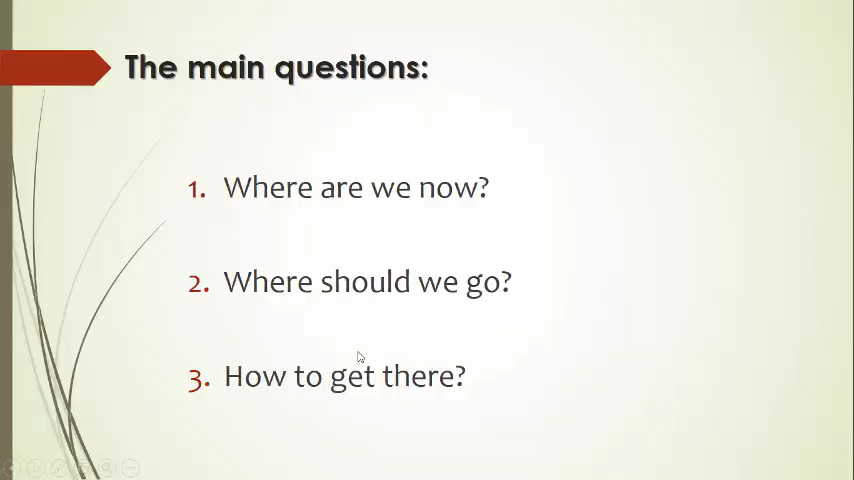 The main questions:
1. Where are we now?
2. Where should we go?
3. How to get there?